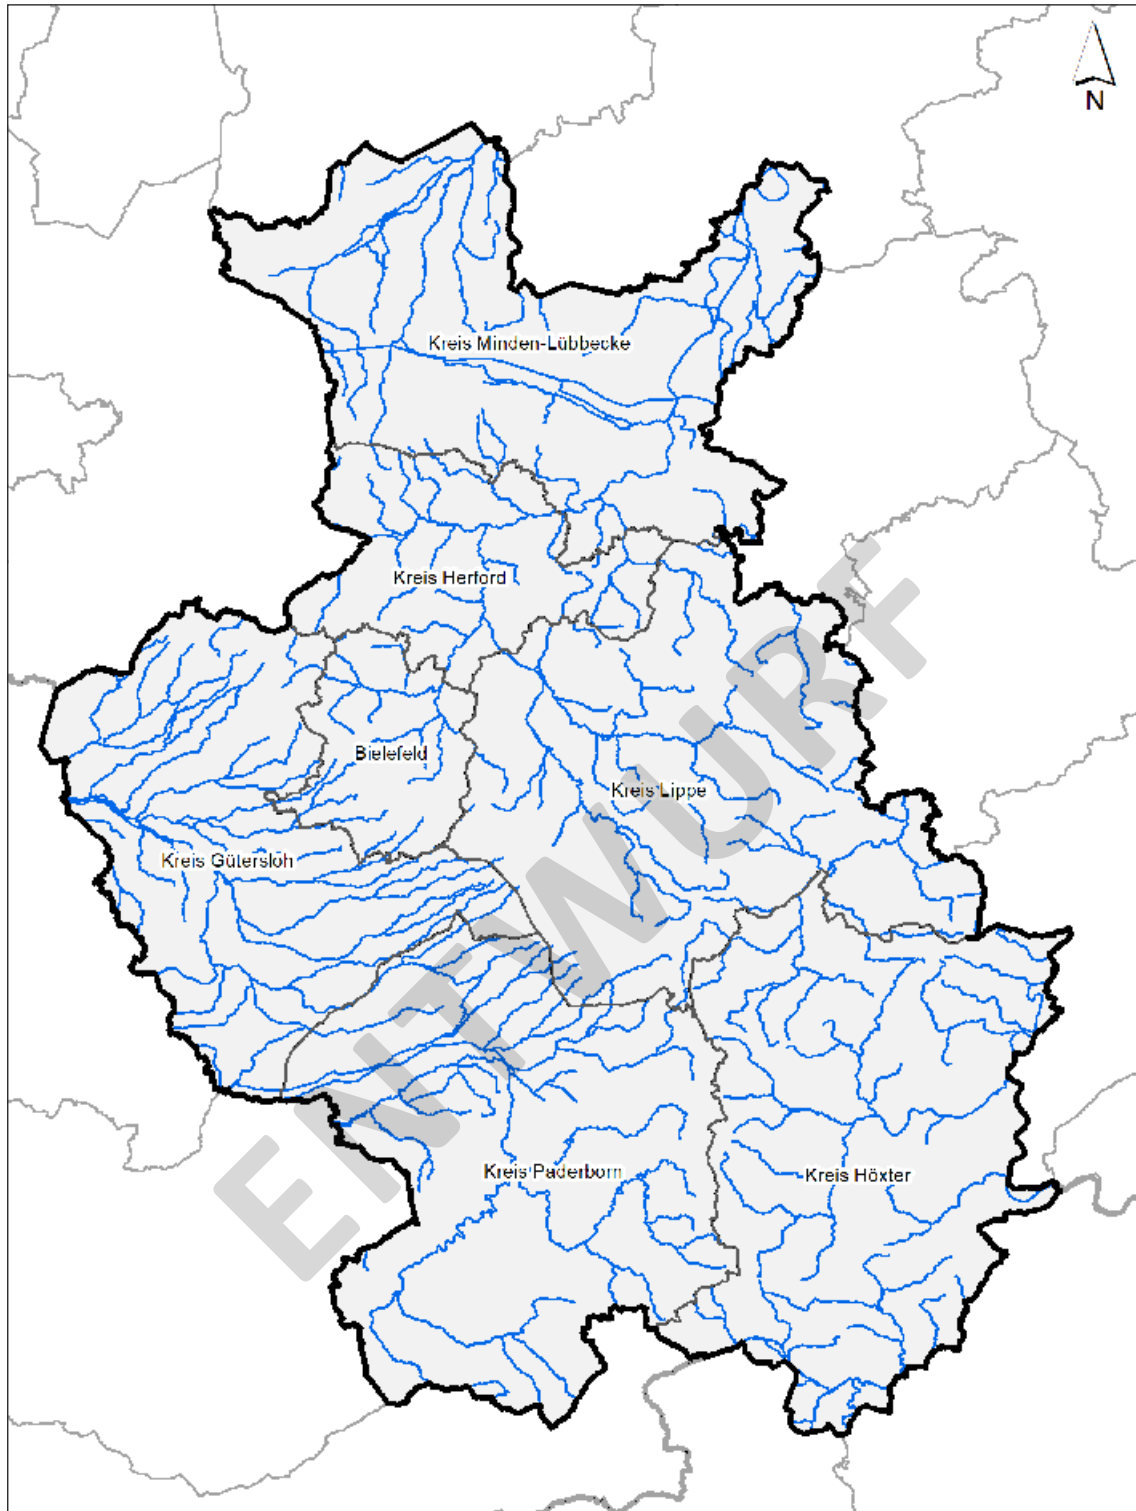 N
Kreis Minden-Lübbecke
Kreis Herford
Bielefeld
Kreis Lippe
Kreis Gütersloh
Kreis Paderborn
Kreis Höxter
ENTWURF